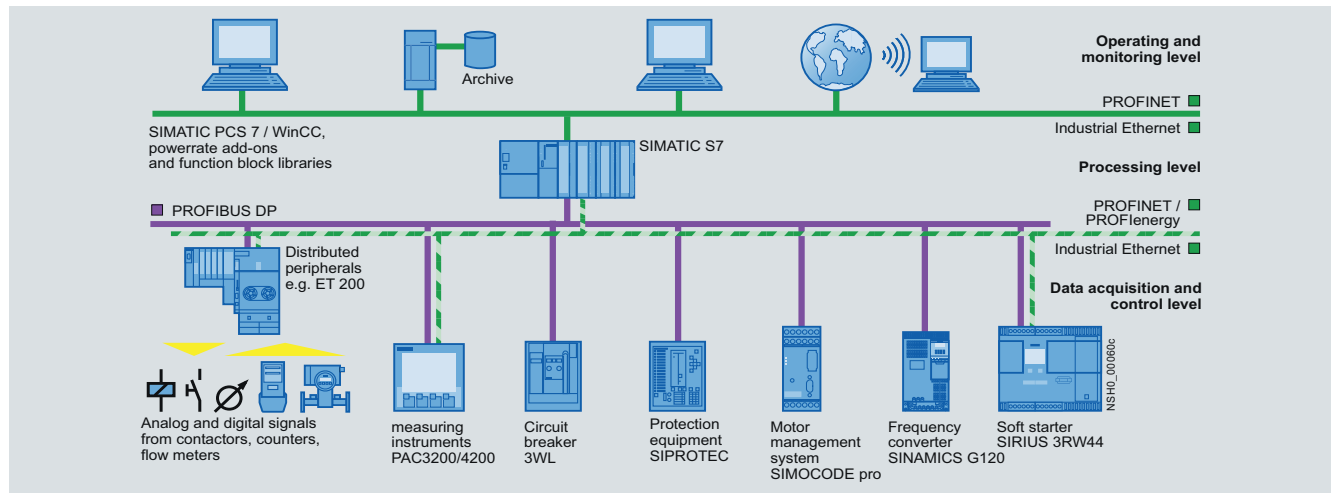 Archive
Operating and
monitoring level
PROFINET
SIMATIC PCS 7 / WinCC,
powerrate add-ons
and function block libraries
SIMATIC S7
Industrial Ethernet
Processing level
PROFIBUS DP
PROFINET /
PROFIenergy
Distributed
peripherals
e.g. ET 200
Industrial Ethernet
Data acquisition and
control level
Analog and digital signals
from contactors, counters,
flow meters
measuring
instruments
PAC3200/4200
Circuit
breaker
3WL
Protection
equipment
SIPROTEC
Motor
management
system
SIMOCODE pro
Frequency
converter
SINAMICS G120
Soft starter
SIRIUS 3RW44
NSH0_00060c